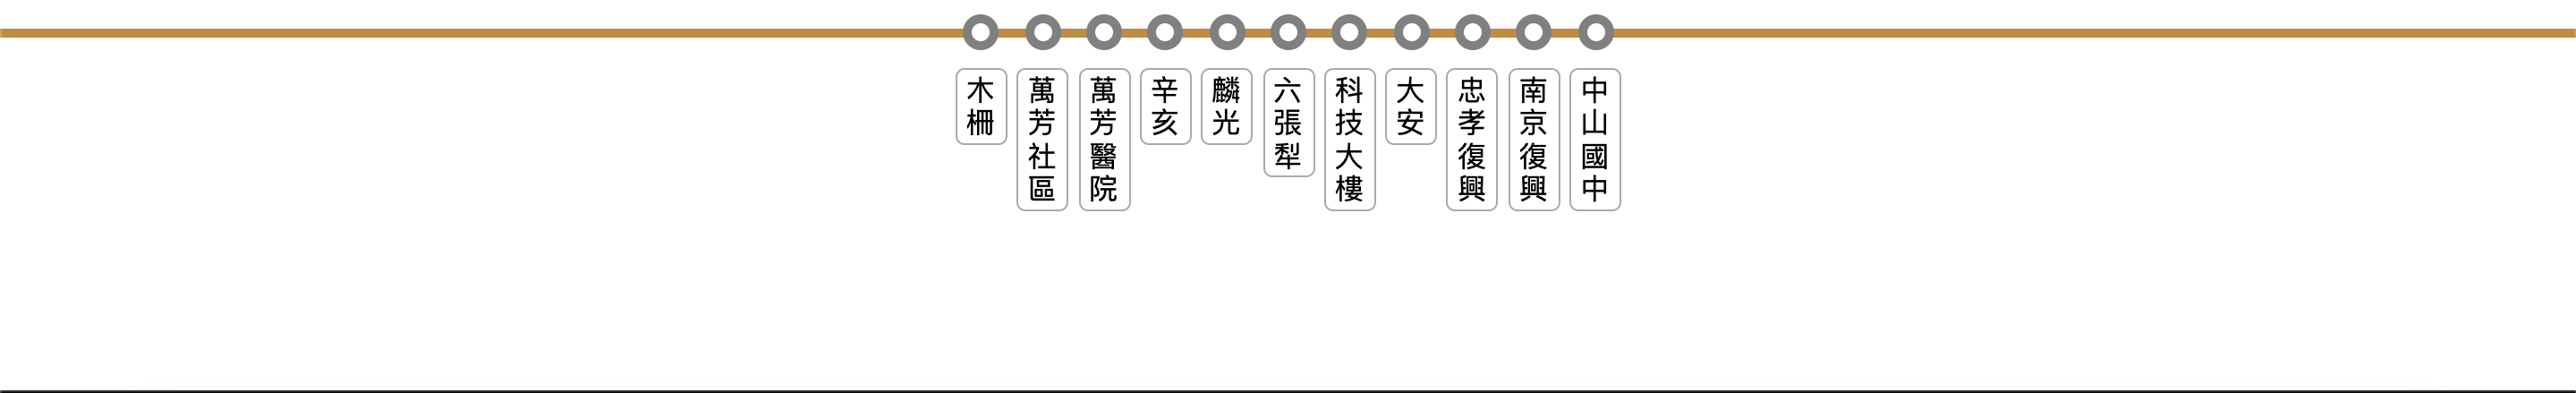 木柵
萬芳社區
萬芳醫院
辛亥
麟光
六張犁
科技大樓
大安
忠孝復興
南京復興
中山國中